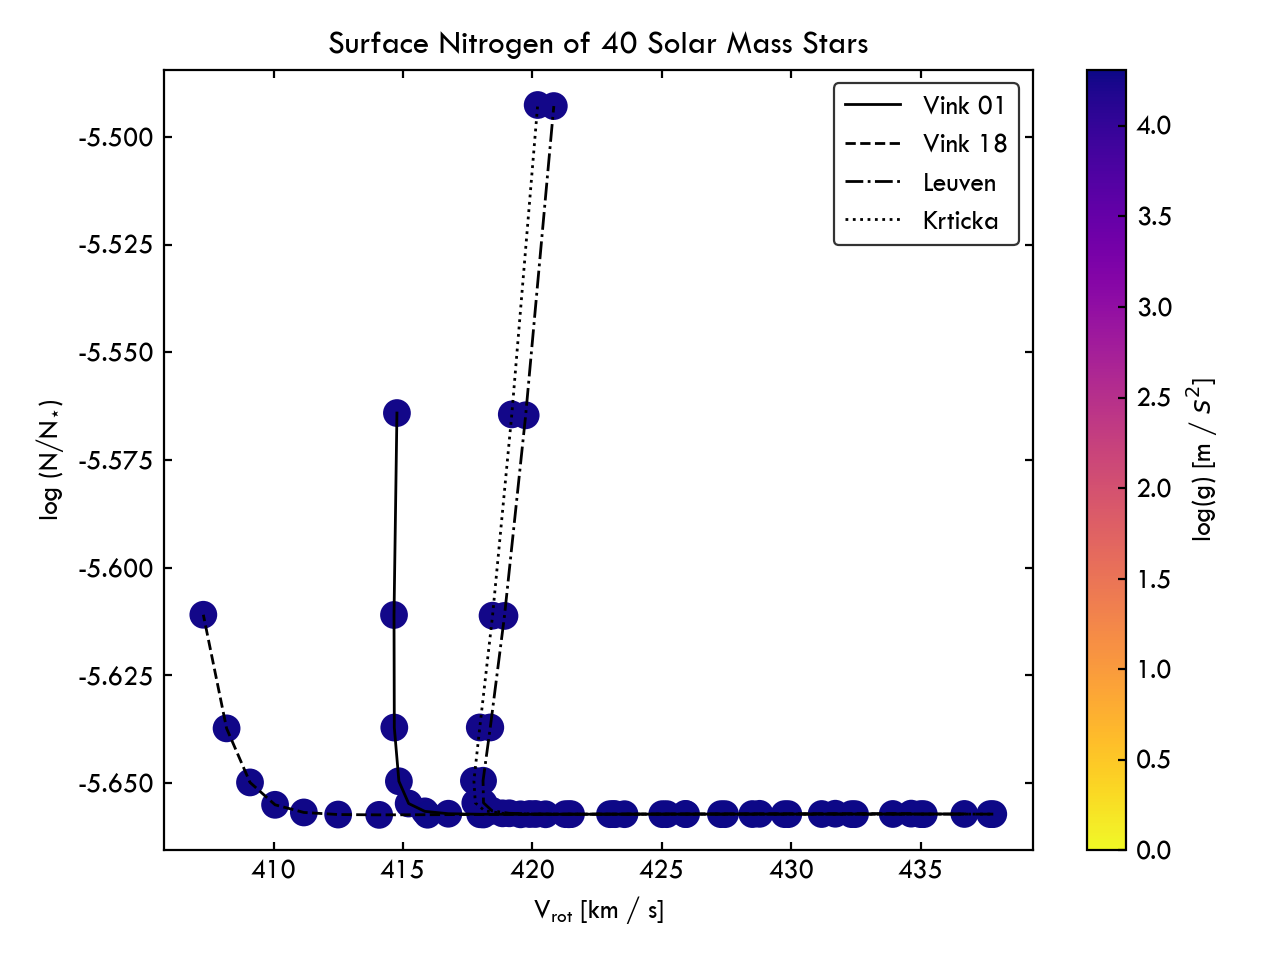 Surface Nitrogen of 40 Solar Mass Stars
Vink 01
Vink 18
Leuven
Krticka
-5.500
-5.525
-5.550
-5.575
-5.600
-5.625
-5.650
log (N/N⋆)
410
415
420
425
430
435
V_rot [km / s]
4.0
3.5
3.0
2.5
2.0
1.5
1.0
0.5
0.0
log(g) [m / s²]